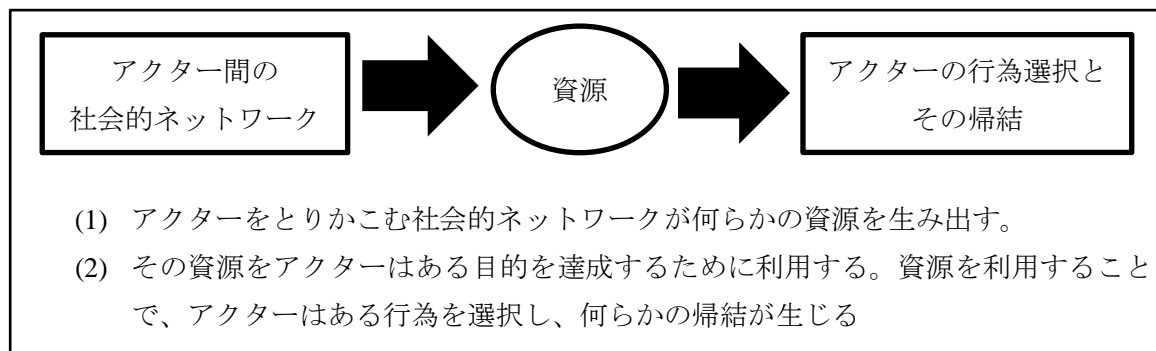 アクター間の
社会的ネットワーク
資源
アクターの行為選択と
その帰結
(1) アクターをとりかこむ社会的ネットワークが何らかの資源を生み出す。
(2) その資源をアクターはある目的を達成するために利用する。資源を利用すること
で、アクターはある行為を選択し、何らかの帰結が生じる